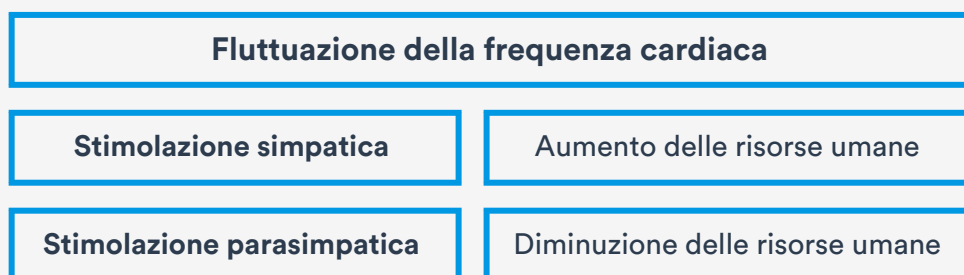 Fluttuazione della frequenza cardiaca
Stimolazione simpatica
Aumento delle risorse umane
Stimolazione parasimpatica
Diminuzione delle risorse umane